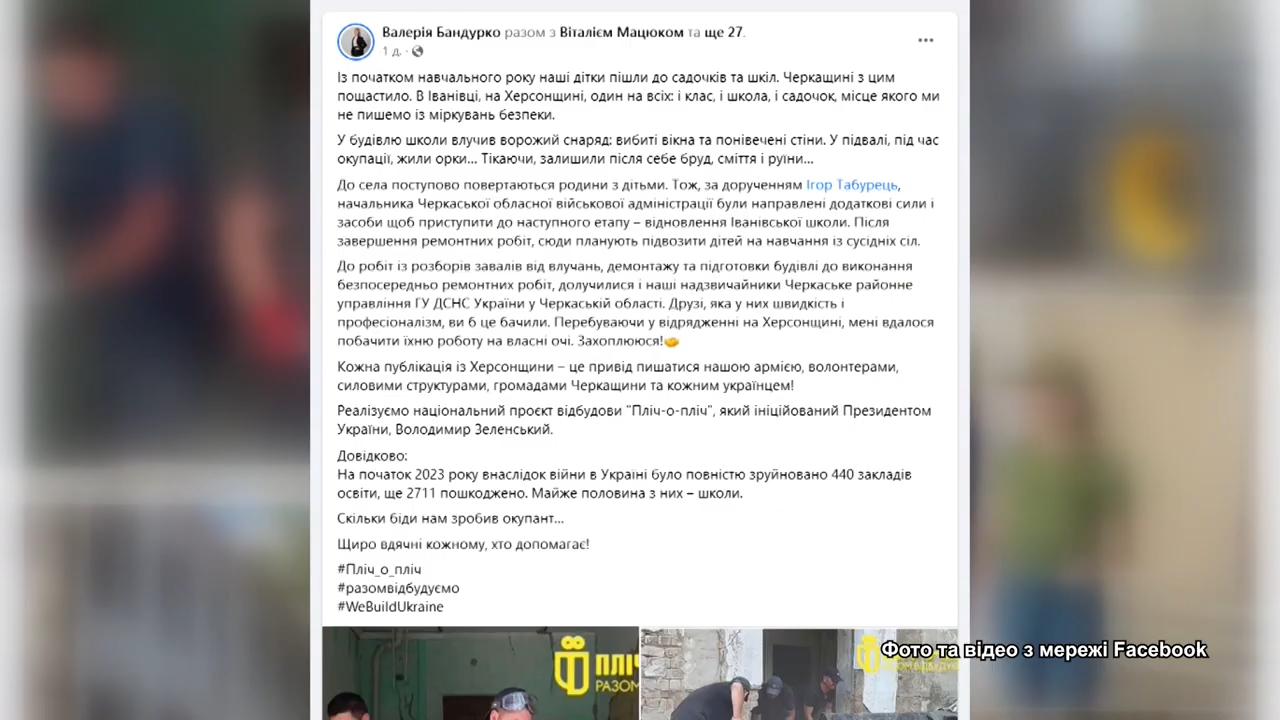 Валерія Бандурко разом з Віталієм Мацюком та ще 27.
1 д. ·
Із початком навчального року наші дітки пішли до садочків та шкіл. Черкащині з цим
пощастило. В Іванівці, на Херсонщині, один на всіх: і клас, і школа, і садочок, місце якого ми
не пишемо із міркувань безпеки.
У будівлю школи влучив ворожий снаряд: вибиті вікна та понівечені стіни. У підвалі, під час
окупації, жили орки... Тікаючи, залишили після себе бруд, сміття і руїни...
До села поступово повертаються родини з дітьми. Тож, за дорученням Ігор Табурець,
начальника Черкаської обласної військової адміністрації були направлені додаткові сили і
засоби щоб приступити до наступного етапу – відновлення Іванівської школи. Після
завершення ремонтних робіт, сюди планують підвозити дітей на навчання із сусідніх сіл.
До робіт із розборів завалів від влучань, демонтажу та підготовки будівлі до виконання
безпосередньо ремонтних робіт, долучилися і наші надзвичайники Черкаське районне
управління ГУ ДСНС України у Черкаській області. Друзі, яка у них швидкість і
професіоналізм, ви б це бачили. Перебуваючи у відрядженні на Херсонщині, мені вдалося
побачити їхню роботу на власні очі. Захоплююся!
Кожна публікація із Херсонщини – це привід пишатися нашою армією, волонтерами,
силовими структурами, громадами Черкащини та кожним українцем!
Реалізуємо національний проєкт відбудови "Пліч-о-пліч", який ініційований Президентом
України, Володимир Зеленський.
Довідково:
На початок 2023 року внаслідок війни в Україні було повністю зруйновано 440 закладів
освіти, ще 2711 пошкоджено. Майже половина з них – школи.
Скільки біди нам зробив окупант...
Щиро вдячні кожному, хто допомагає!
#Пліч_о_пліч
#разомвідбудуємо
#WeBuildUkraine
ПЛІЧ
РАЗОМ
РАЗОМВІДБУДУЄ
Фото та відео з мережі Facebook